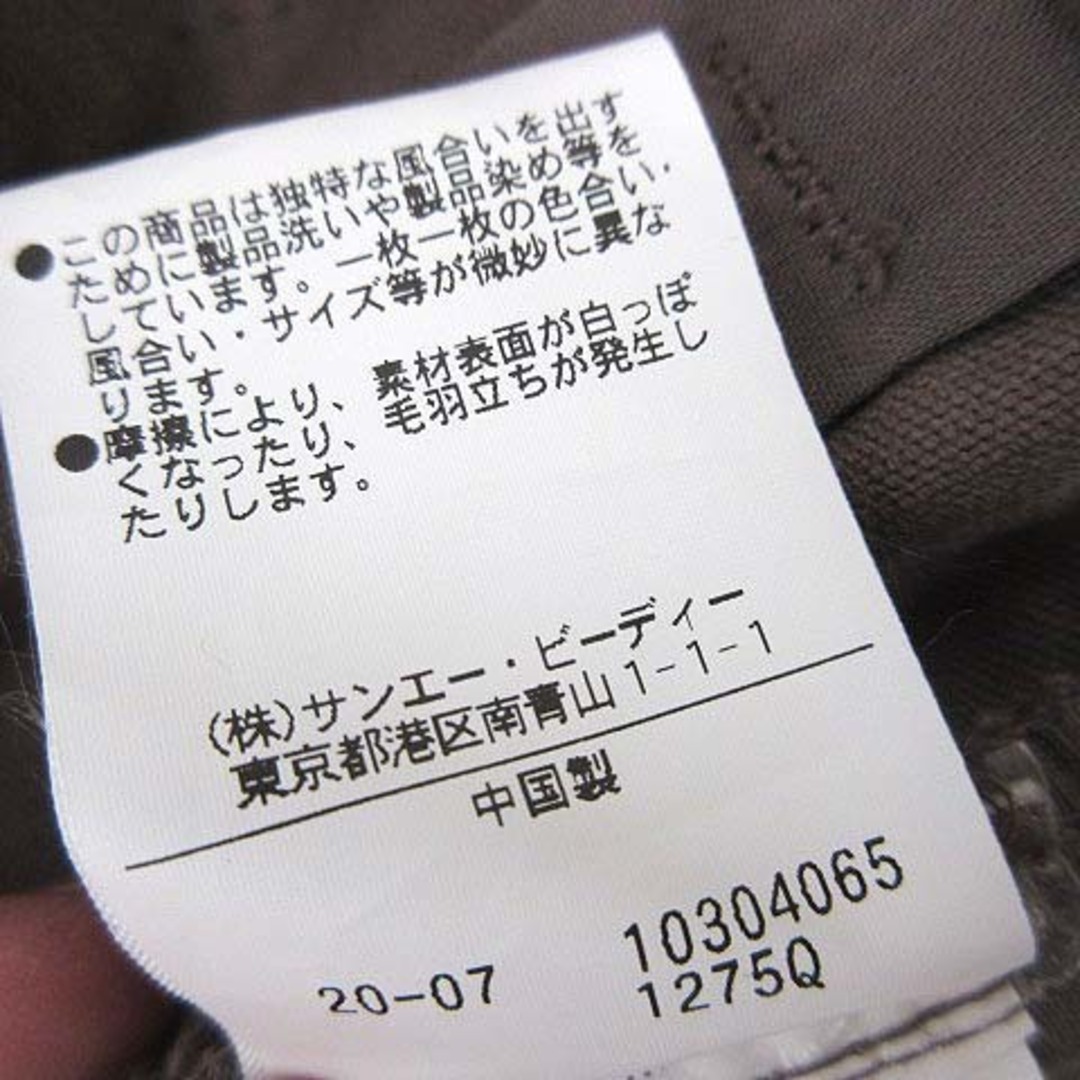 ●この商品は独特な風合いを出す
ために製品洗いや製品染め等を
しています。一枚一枚の色合い・
風合い・サイズ等が微妙に異な
ります。
●摩擦により、素材表面が白っぽ
くなったり、毛羽立ちが発生し
たりします。
(株)サンエー・ビーディー
東京都港区南青山1-1-1
中国製
10304065
20-07 1275Q